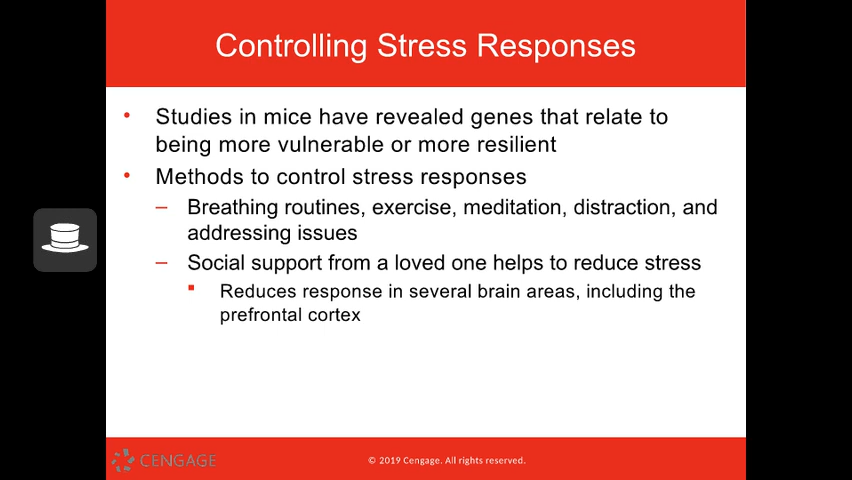 Controlling Stress Responses
• Studies in mice have revealed genes that relate to
being more vulnerable or more resilient
• Methods to control stress responses
– Breathing routines, exercise, meditation, distraction, and
addressing issues
– Social support from a loved one helps to reduce stress
▪ Reduces response in several brain areas, including the
prefrontal cortex
CENGAGE
© 2019 Cengage. All rights reserved.